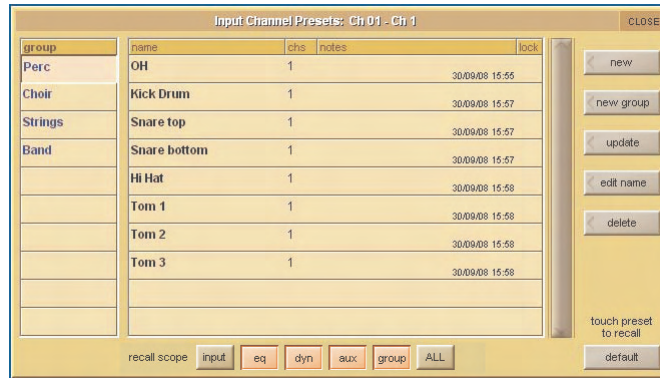 Input Channel Presets: Ch 01 - Ch 1
CLOSE
group
name chs notes lock
Perc
Choir
Strings
Band
OH 1 30/09/08 15:55
Kick Drum 1 30/09/08 15:57
Snare top 1 30/09/08 15:57
Snare bottom 1 30/09/08 15:57
Hi Hat 1 30/09/08 15:58
Tom 1 1 30/09/08 15:58
Tom 2 1 30/09/08 15:58
Tom 3 1 30/09/08 15:58
new
new group
update
edit name
delete
touch preset
to recall
default
recall scope input eq dyn aux group ALL